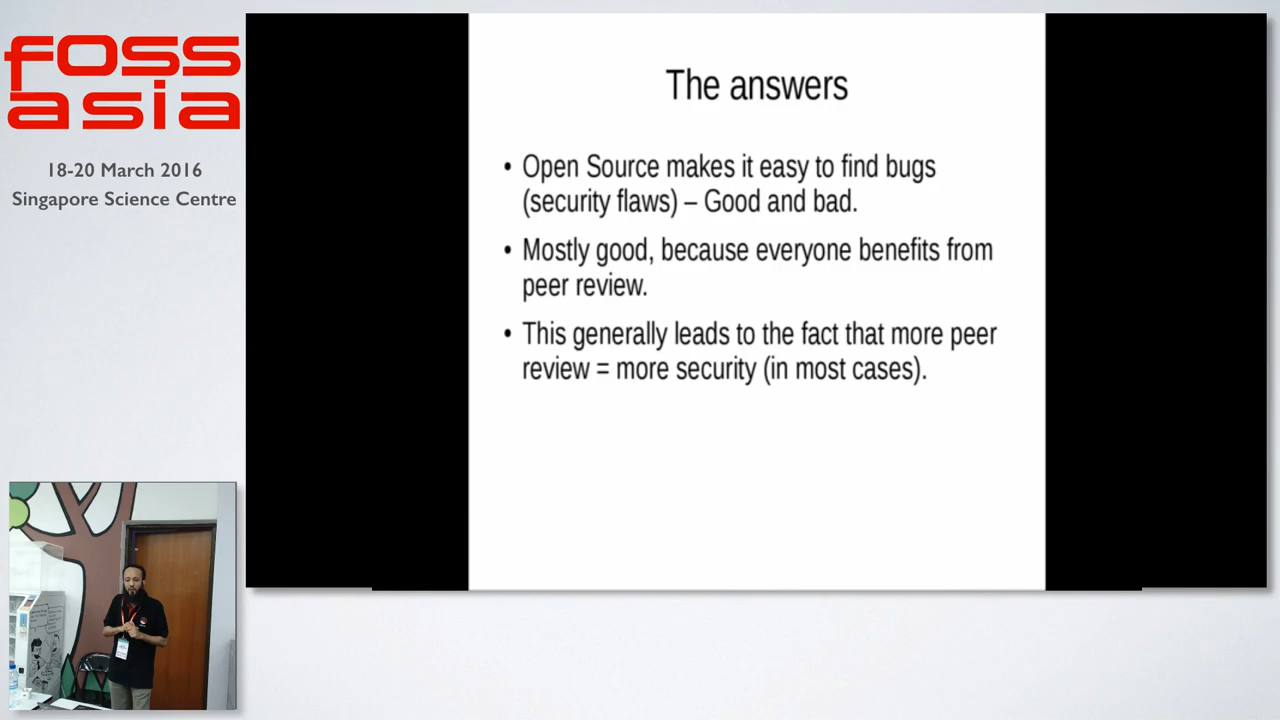 foss
asia
18-20 March 2016
Singapore Science Centre
The answers
• Open Source makes it easy to find bugs
(security flaws) – Good and bad.
• Mostly good, because everyone benefits from
peer review.
• This generally leads to the fact that more peer
review = more security (in most cases).